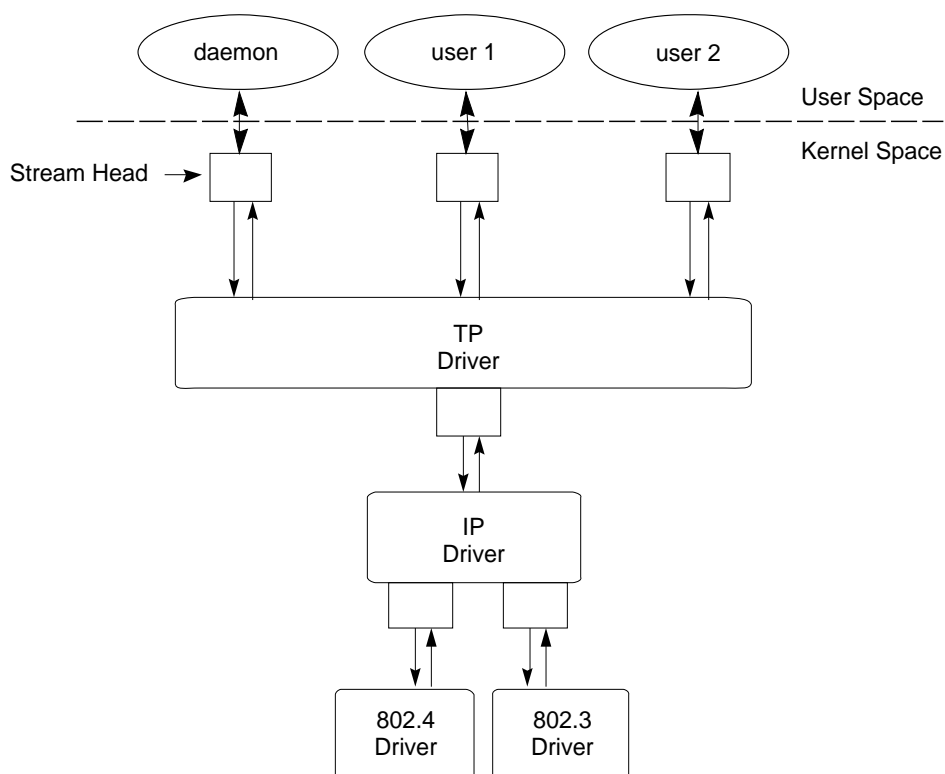 daemon
user 1
user 2
User Space
Kernel Space
Stream Head
TP
Driver
IP
Driver
802.4
Driver
802.3
Driver